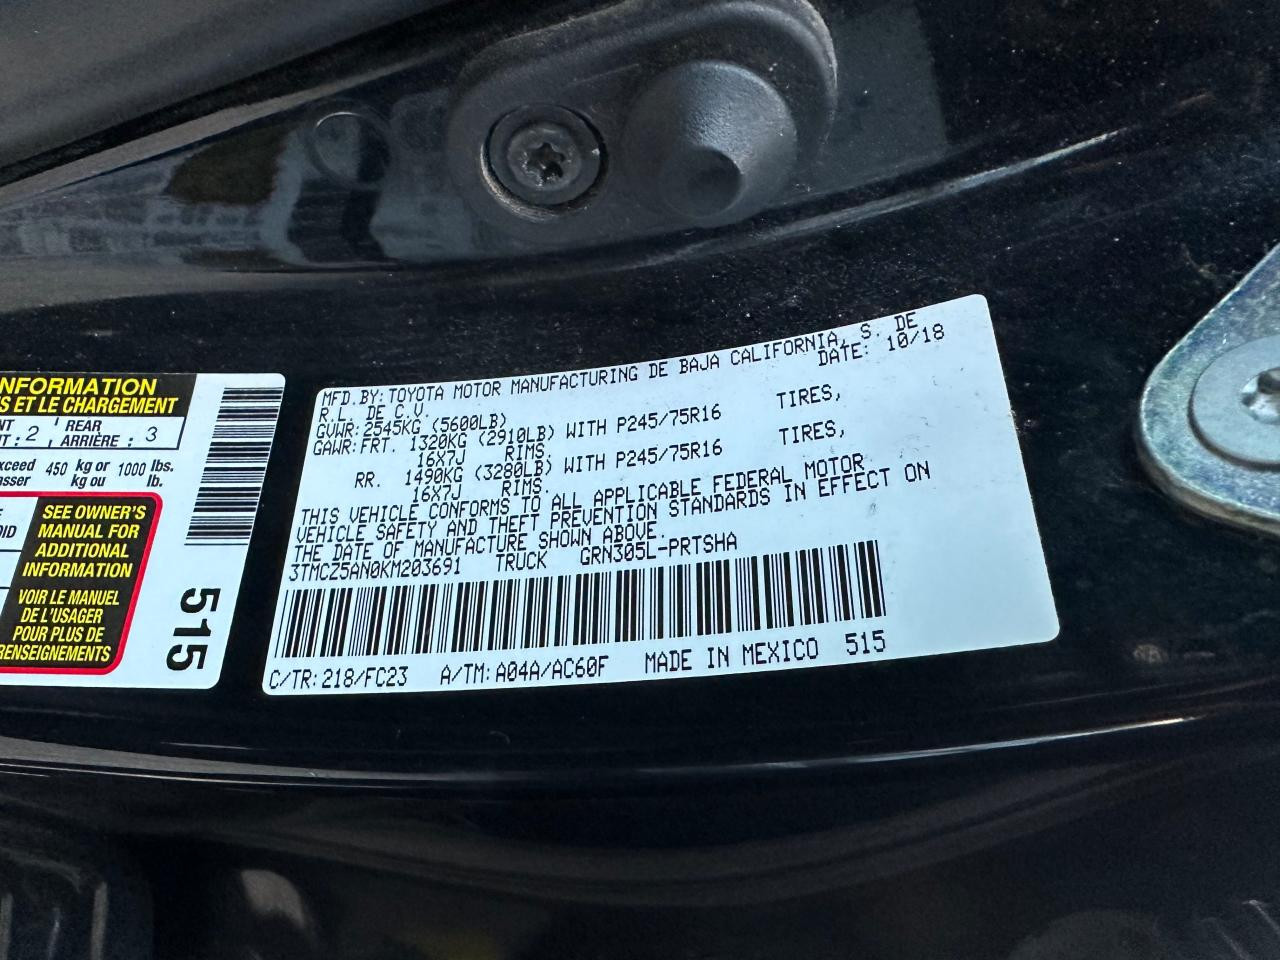 NFORMATION
S ET LE CHARGEMENT
NT : 2 REAR ARRIÈRE : 3
xceed 450 kg or 1000 lbs.
asser kg ou lb.
SEE OWNER'S
MANUAL FOR
ADDITIONAL
INFORMATION
VOIR LE MANUEL
DE L'USAGER
POUR PLUS DE
RENSEIGNEMENTS
515
MFD. BY: TOYOTA MOTOR MANUFACTURING DE BAJA CALIFORNIA, S. DE
R.L. DE C.V. DATE: 10/18
GVWR: 2545KG (5600LB)
GAWR: FRT. 1320KG (2910LB) WITH P245/75R16 TIRES,
16X7J RIMS.
RR. 1490KG (3280LB) WITH P245/75R16 TIRES,
16X7J RIMS.
THIS VEHICLE CONFORMS TO ALL APPLICABLE FEDERAL MOTOR
VEHICLE SAFETY AND THEFT PREVENTION STANDARDS IN EFFECT ON
THE DATE OF MANUFACTURE SHOWN ABOVE.
3TMCZ5AN0KM203691 TRUCK GRN305L-PRTSHA
C/TR: 218/FC23 A/TM: A04A/AC60F MADE IN MEXICO 515